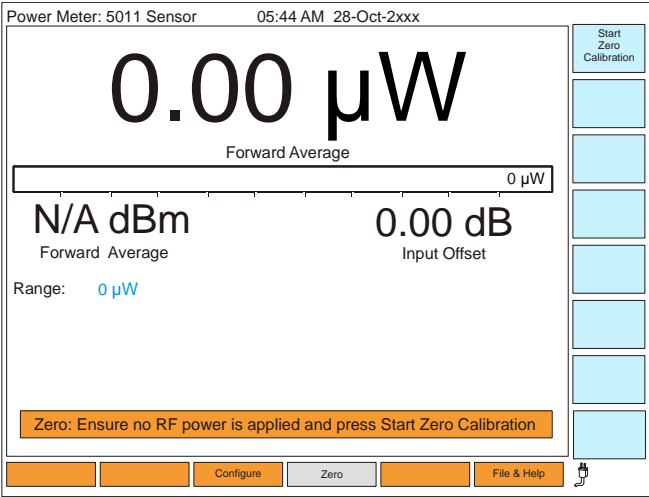 Power Meter: 5011 Sensor 05:44 AM 28-Oct-2xxx
Start
Zero
Calibration
0.00 µW
Forward Average
0 µW
N/A dBm 0.00 dB
Forward Average Input Offset
Range: 0 µW
Zero: Ensure no RF power is applied and press Start Zero Calibration
Configure Zero File & Help